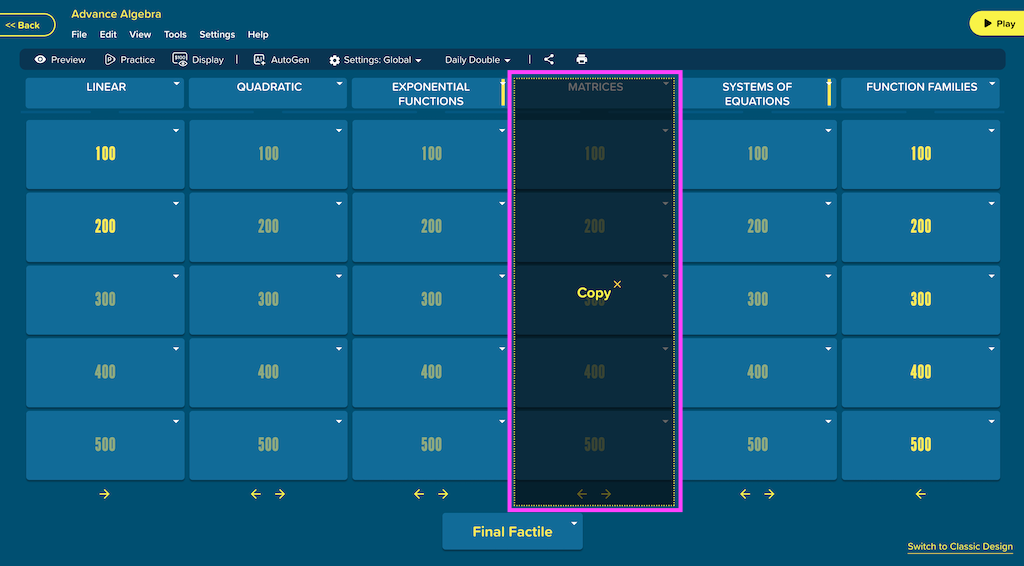 << Back
Advance Algebra
Play
File Edit View Tools Settings Help
Preview Practice $100 Display | AutoGen Settings: Global Daily Double |
LINEAR QUADRATIC EXPONENTIAL FUNCTIONS MATRICES SYSTEMS OF EQUATIONS FUNCTION FAMILIES
100 100 100 100 100 100
200 200 200 200 200 200
300 300 300 300 300 300
Copy
400 400 400 400 400 400
500 500 500 500 500 500
Final Factile
Switch to Classic Design